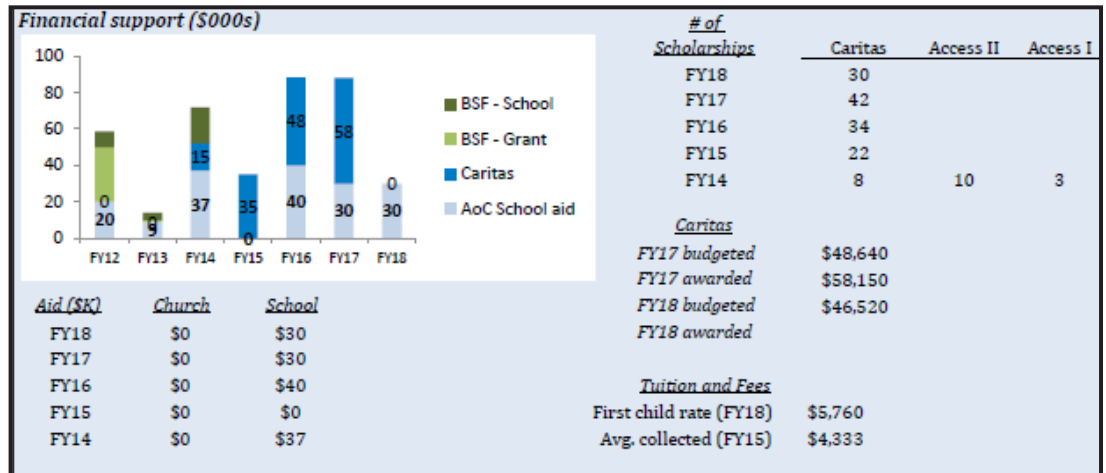 Financial support ($000s)
100
80
60
40
20
0
0
20
9
15
37
35
0
48
40
58
30
0
30
FY12 FY13 FY14 FY15 FY16 FY17 FY18
BSF - School
BSF - Grant
Caritas
AoC School aid
Aid ($K) Church School
FY18 $0 $30
FY17 $0 $30
FY16 $0 $40
FY15 $0 $0
FY14 $0 $37
# of
Scholarships Caritas Access II Access I
FY18 30
FY17 42
FY16 34
FY15 22
FY14 8 10 3
Caritas
FY17 budgeted $48,640
FY17 awarded $58,150
FY18 budgeted $46,520
FY18 awarded
Tuition and Fees
First child rate (FY18) $5,760
Avg. collected (FY15) $4,333